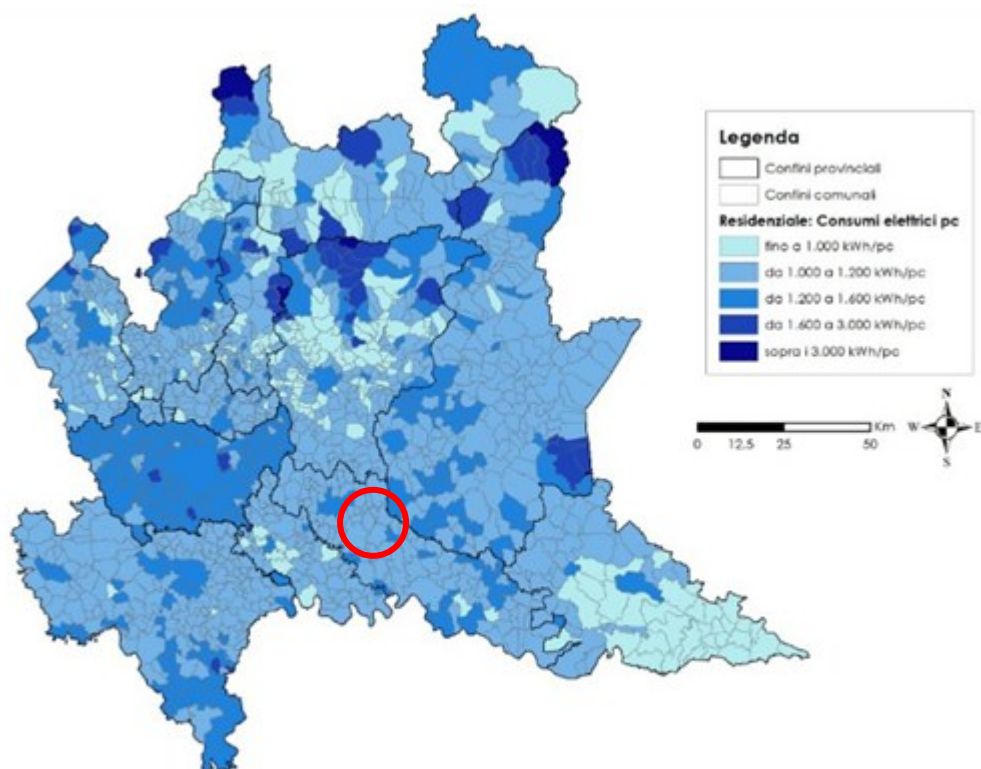 Legenda
Confini provinciali
Confini comunali
Residenziale: Consumi elettrici pc
fino a 1.000 kWh/pc
da 1.000 a 1.200 kWh/pc
da 1.200 a 1.600 kWh/pc
da 1.600 a 3.000 kWh/pc
sopra i 3.000 kWh/pc
N
W E
S
Km
0 12,5 25 50